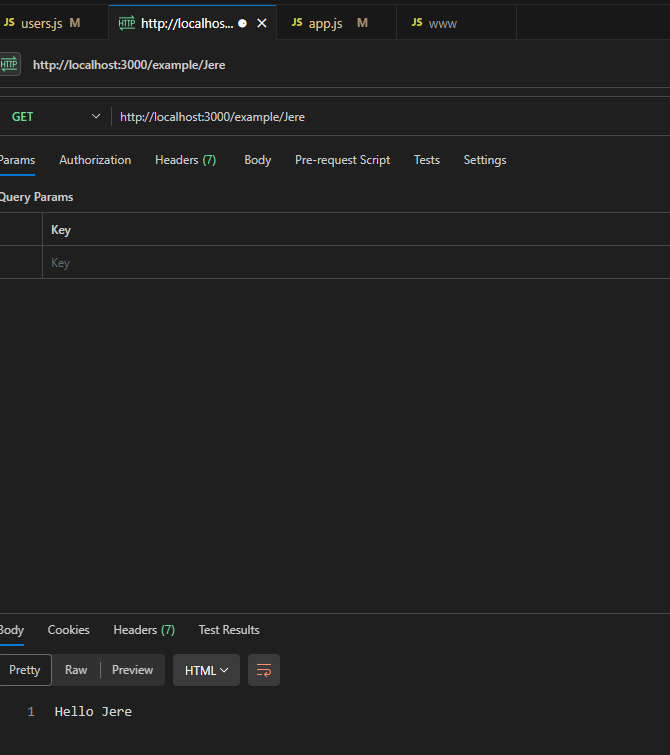 JS users.js M HTTP http://localhos... JS app.js M JS www
HTTP http://localhost:3000/example/Jere
GET http://localhost:3000/example/Jere
Params Authorization Headers (7) Body Pre-request Script Tests Settings
Query Params
Key
Key
Body Cookies Headers (7) Test Results
Pretty Raw Preview HTML
1 Hello Jere